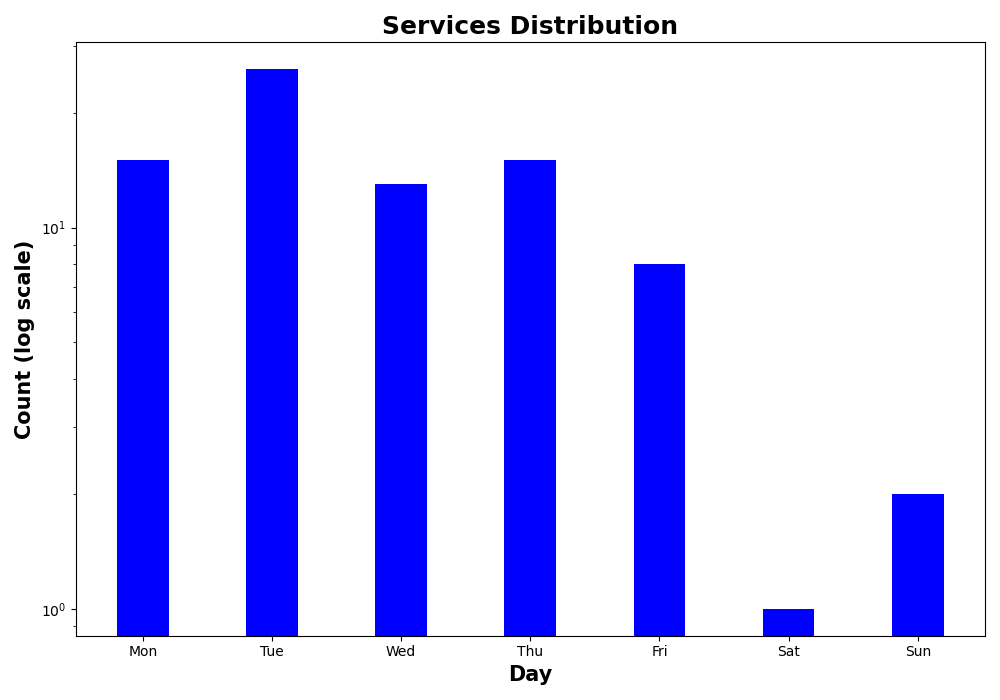 Services Distribution
Count (log scale)
10¹
10⁰
Mon Tue Wed Thu Fri Sat Sun
Day